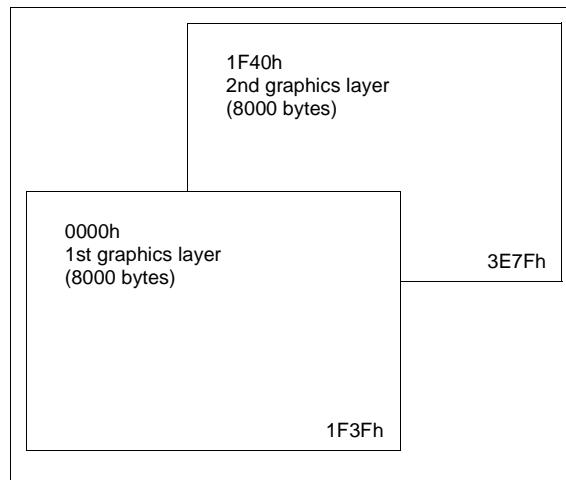 1F40h
2nd graphics layer
(8000 bytes)
3E7Fh
0000h
1st graphics layer
(8000 bytes)
1F3Fh